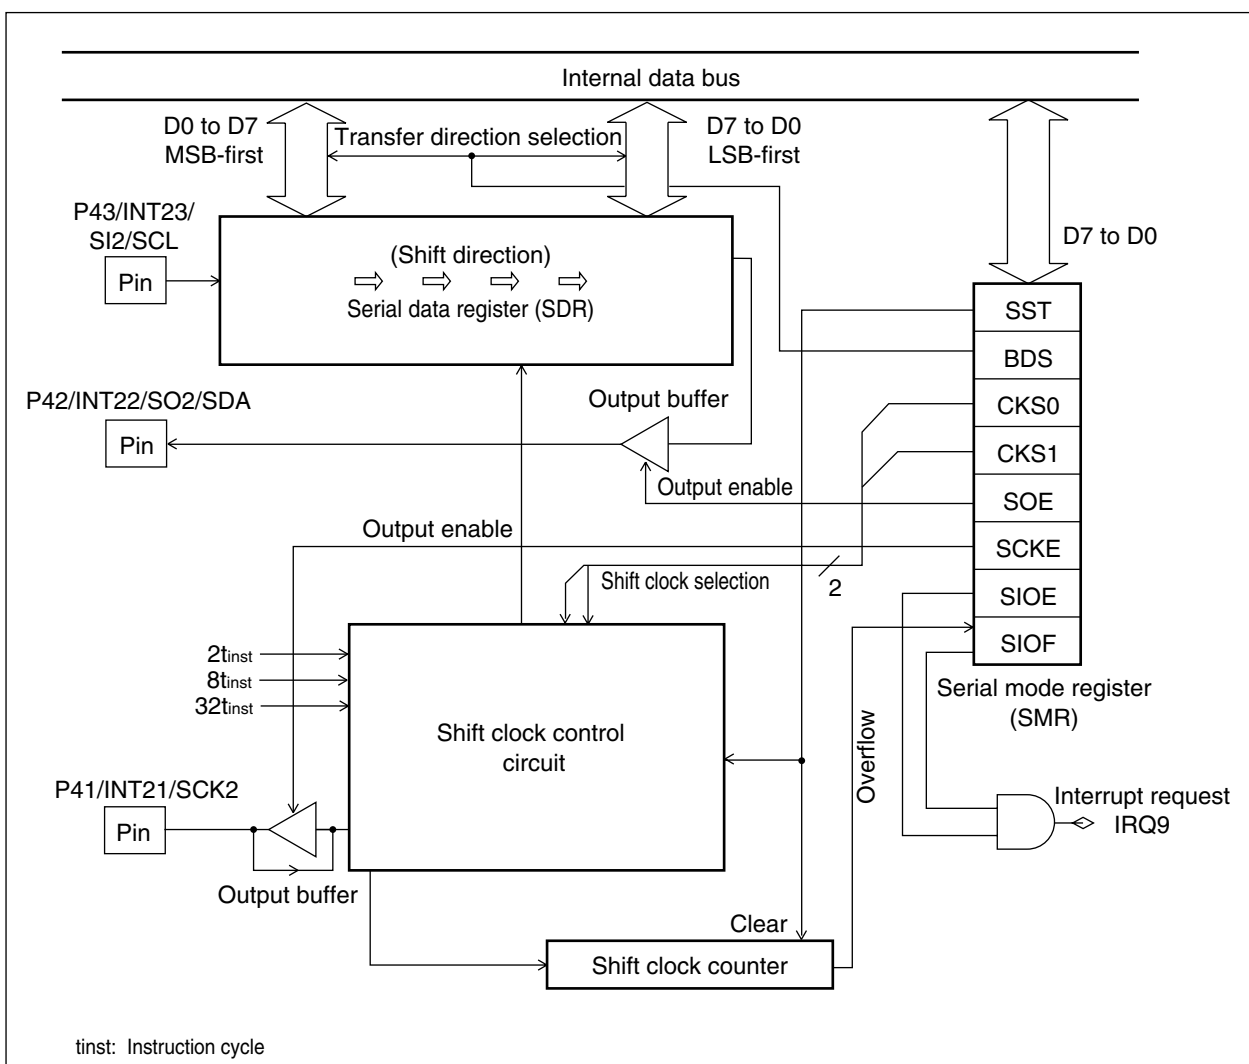 Internal data bus
D0 to D7
MSB-first
Transfer direction selection
D7 to D0
LSB-first
P43/INT23/
SI2/SCL
Pin
(Shift direction)
Serial data register (SDR)
D7 to D0
SST
BDS
CKS0
CKS1
SOE
SCKE
SIOE
SIOF
Serial mode register
(SMR)
P42/INT22/SO2/SDA
Pin
Output buffer
Output enable
Output enable
Shift clock selection
2
2tinst
8tinst
32tinst
Shift clock control
circuit
Overflow
P41/INT21/SCK2
Pin
Output buffer
Interrupt request
IRQ9
Clear
Shift clock counter
tinst: Instruction cycle